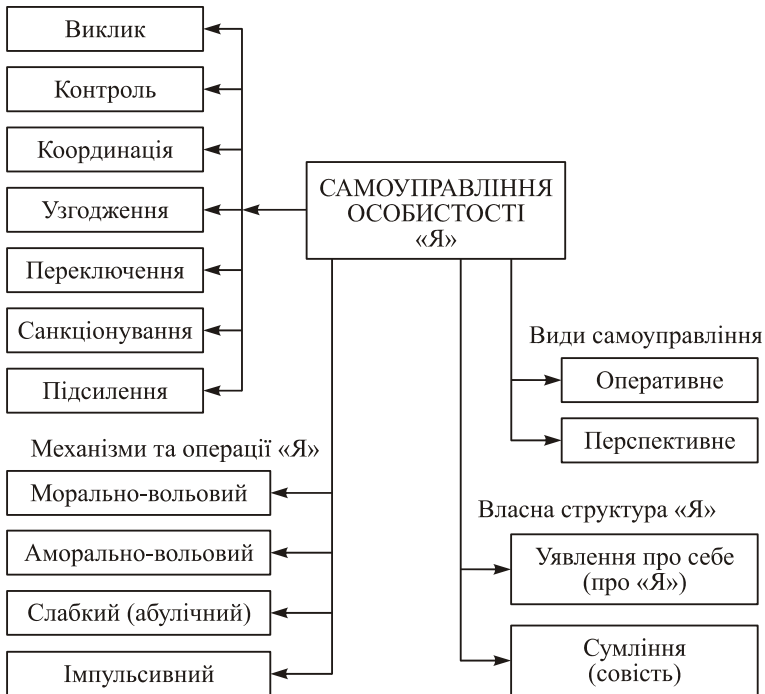 Виклик
Контроль
Координація
Узгодження
Переключення
Санкціонування
Підсилення
САМОУПРАВЛІННЯ
ОСОБИСТОСТІ
«Я»
Види самоуправління
Оперативне
Перспективне
Механізми та операції «Я»
Морально-вольовий
Аморально-вольовий
Слабкий (абулічний)
Імпульсивний
Власна структура «Я»
Уявлення про себе
(про «Я»)
Сумління
(совість)